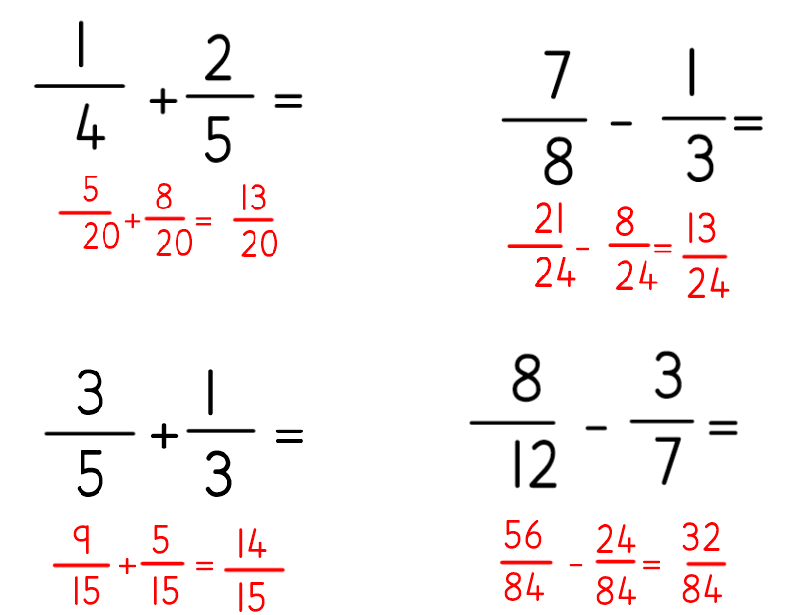 1/4 + 2/5 =
5/20 + 8/20 = 13/20
7/8 - 1/3 =
21/24 - 8/24 = 13/24
3/5 + 1/3 =
9/15 + 5/15 = 14/15
8/12 - 3/7 =
56/84 - 24/84 = 32/84